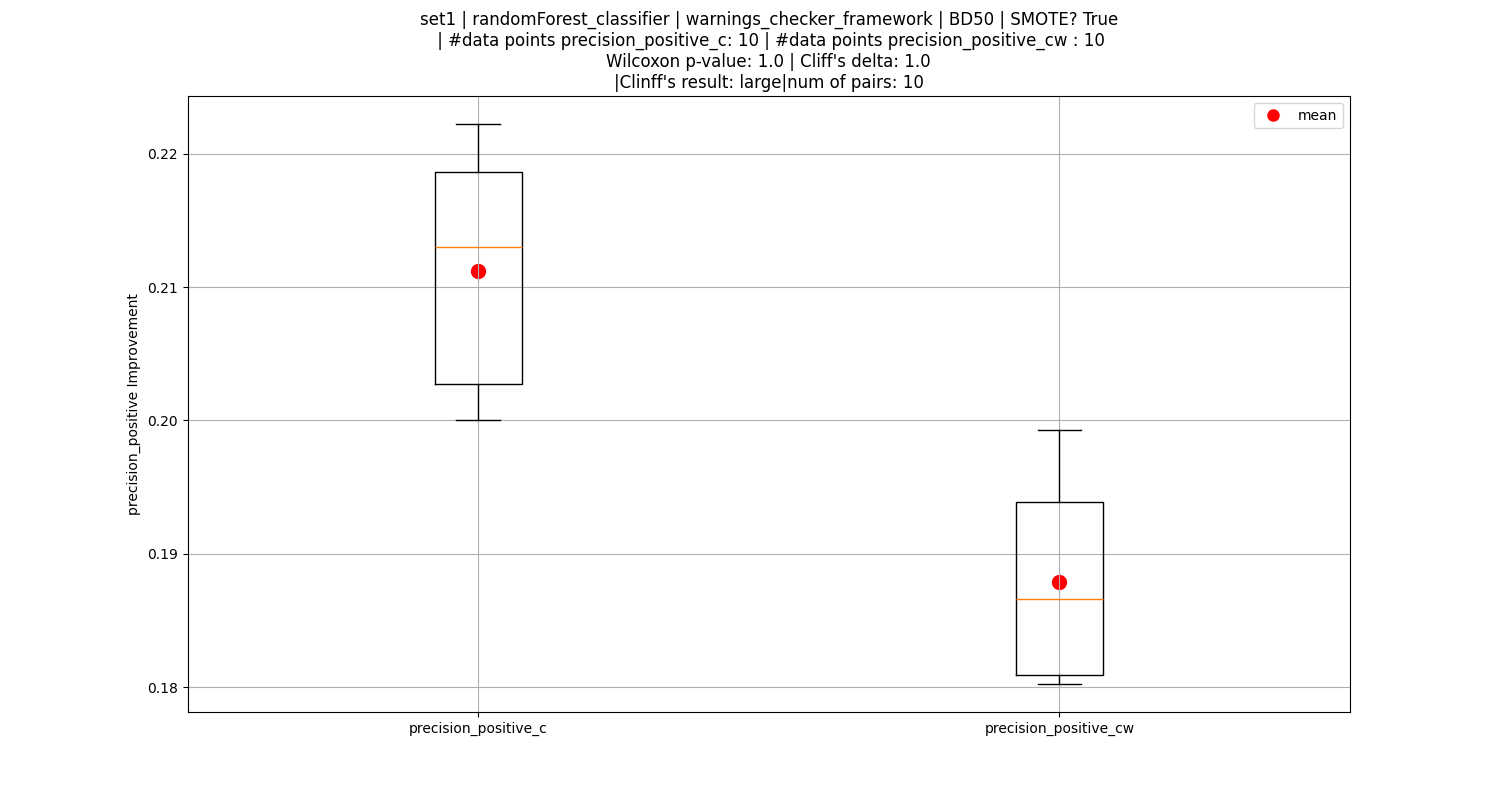 set1 | randomForest_classifier | warnings_checker_framework | BD50 | SMOTE? True
| #data points precision_positive_c: 10 | #data points precision_positive_cw : 10
Wilcoxon p-value: 1.0 | Cliff's delta: 1.0
|Clinff's result: large|num of pairs: 10
mean
0.22
0.21
0.20
0.19
0.18
precision_positive Improvement
precision_positive_c
precision_positive_cw